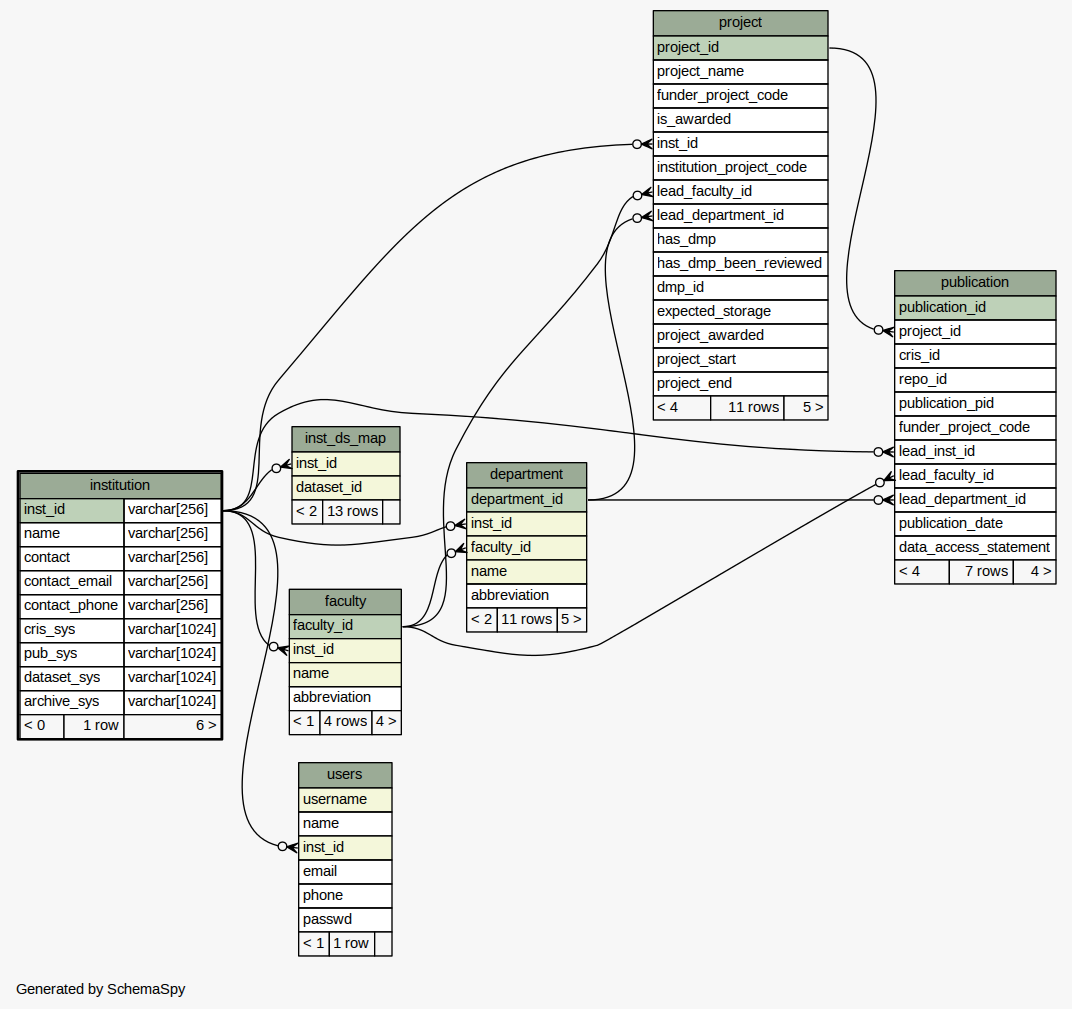 project
project_id
project_name
funder_project_code
is_awarded
inst_id
institution_project_code
lead_faculty_id
lead_department_id
has_dmp
has_dmp_been_reviewed
dmp_id
expected_storage
project_awarded
project_start
project_end
< 4 11 rows 5 >
publication
publication_id
project_id
cris_id
repo_id
publication_pid
funder_project_code
lead_inst_id
lead_faculty_id
lead_department_id
publication_date
data_access_statement
< 4 7 rows 4 >
inst_ds_map
inst_id
dataset_id
< 2 13 rows
department
department_id
inst_id
faculty_id
name
abbreviation
< 2 11 rows 5 >
institution
inst_id varchar[256]
name varchar[256]
contact varchar[256]
contact_email varchar[256]
contact_phone varchar[256]
cris_sys varchar[1024]
pub_sys varchar[1024]
dataset_sys varchar[1024]
archive_sys varchar[1024]
< 0 1 row 6 >
faculty
faculty_id
inst_id
name
abbreviation
< 1 4 rows 4 >
users
username
name
inst_id
email
phone
passwd
< 1 1 row
Generated by SchemaSpy